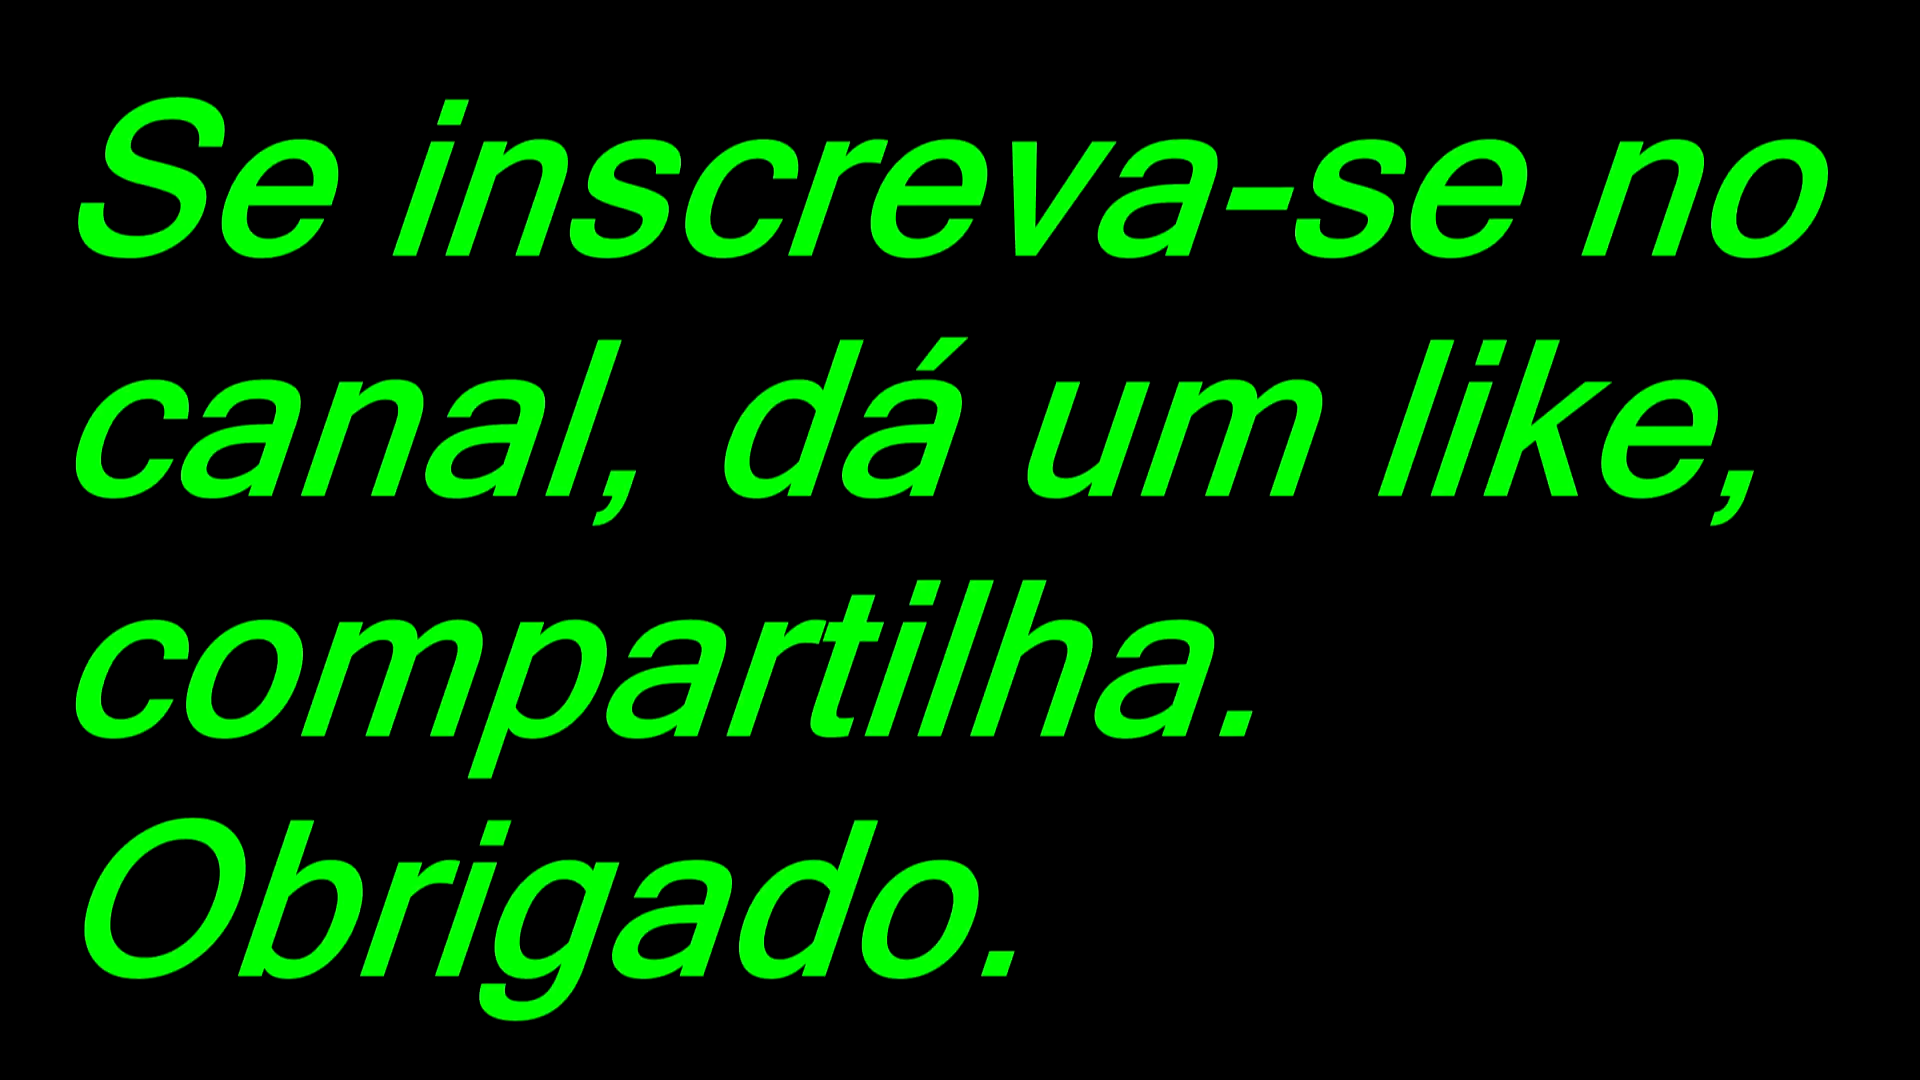 Se inscreva-se no
canal, dá um like,
compartilha.
Obrigado.